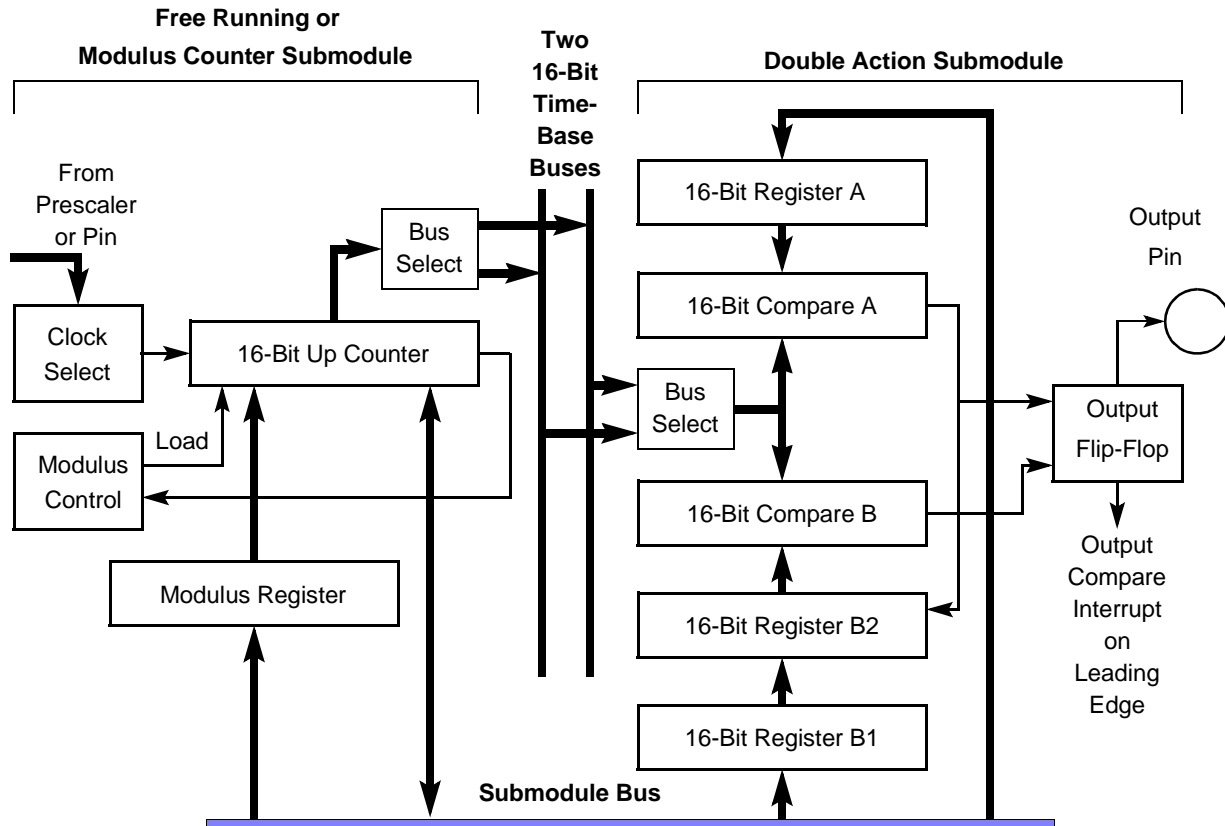 Free Running or
Modulus Counter Submodule
Two
16-Bit
Time-
Base
Buses
Double Action Submodule
From
Prescaler
or Pin
Bus
Select
Clock
Select
16-Bit Up Counter
Load
Modulus
Control
Modulus Register
16-Bit Register A
16-Bit Compare A
Bus
Select
16-Bit Compare B
16-Bit Register B2
16-Bit Register B1
Output
Pin
Output
Flip-Flop
Output
Compare
Interrupt
on
Leading
Edge
Submodule Bus